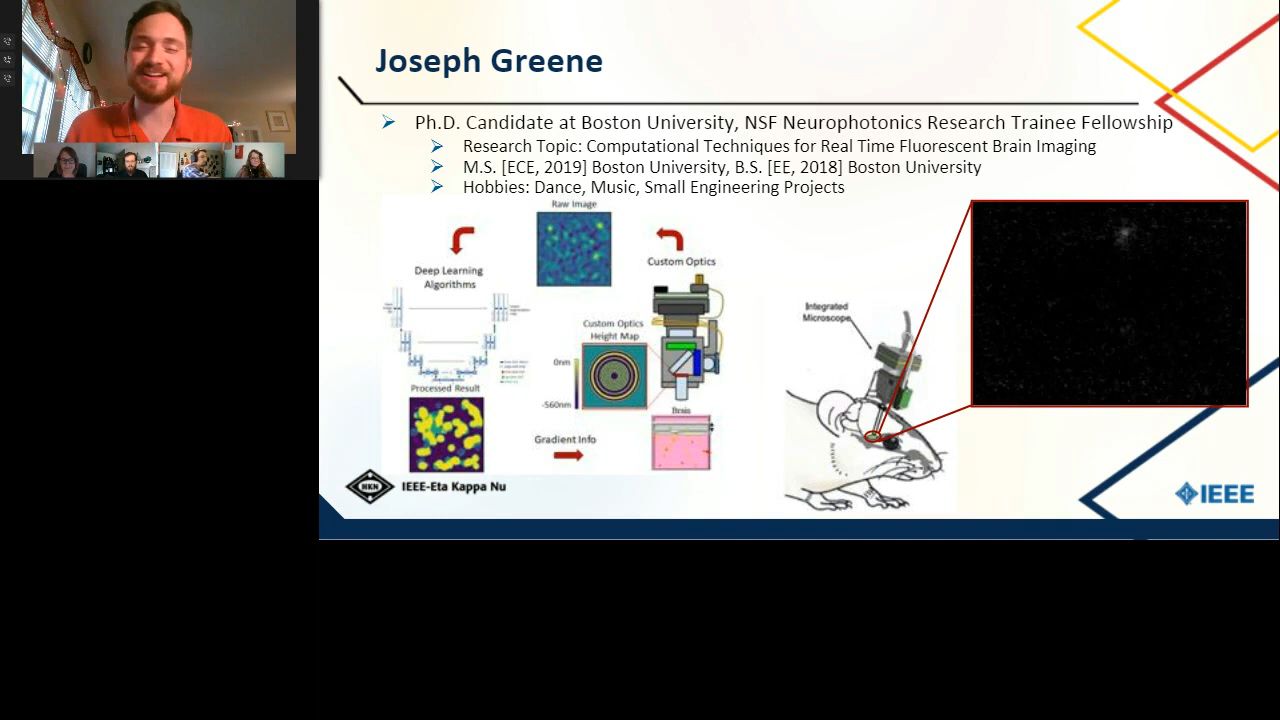 Joseph Greene
Ph.D. Candidate at Boston University, NSF Neurophotonics Research Trainee Fellowship
Research Topic: Computational Techniques for Real Time Fluorescent Brain Imaging
M.S. [ECE, 2019] Boston University, B.S. [EE, 2018] Boston University
Hobbies: Dance, Music, Small Engineering Projects
Raw Image
Custom Optics
Deep Learning
Algorithms
Custom Optics
Height Map
0nm
-560nm
Processed Result
Brain
Gradient Info
Integrated
Microscope
HKN
IEEE-Eta Kappa Nu
IEEE